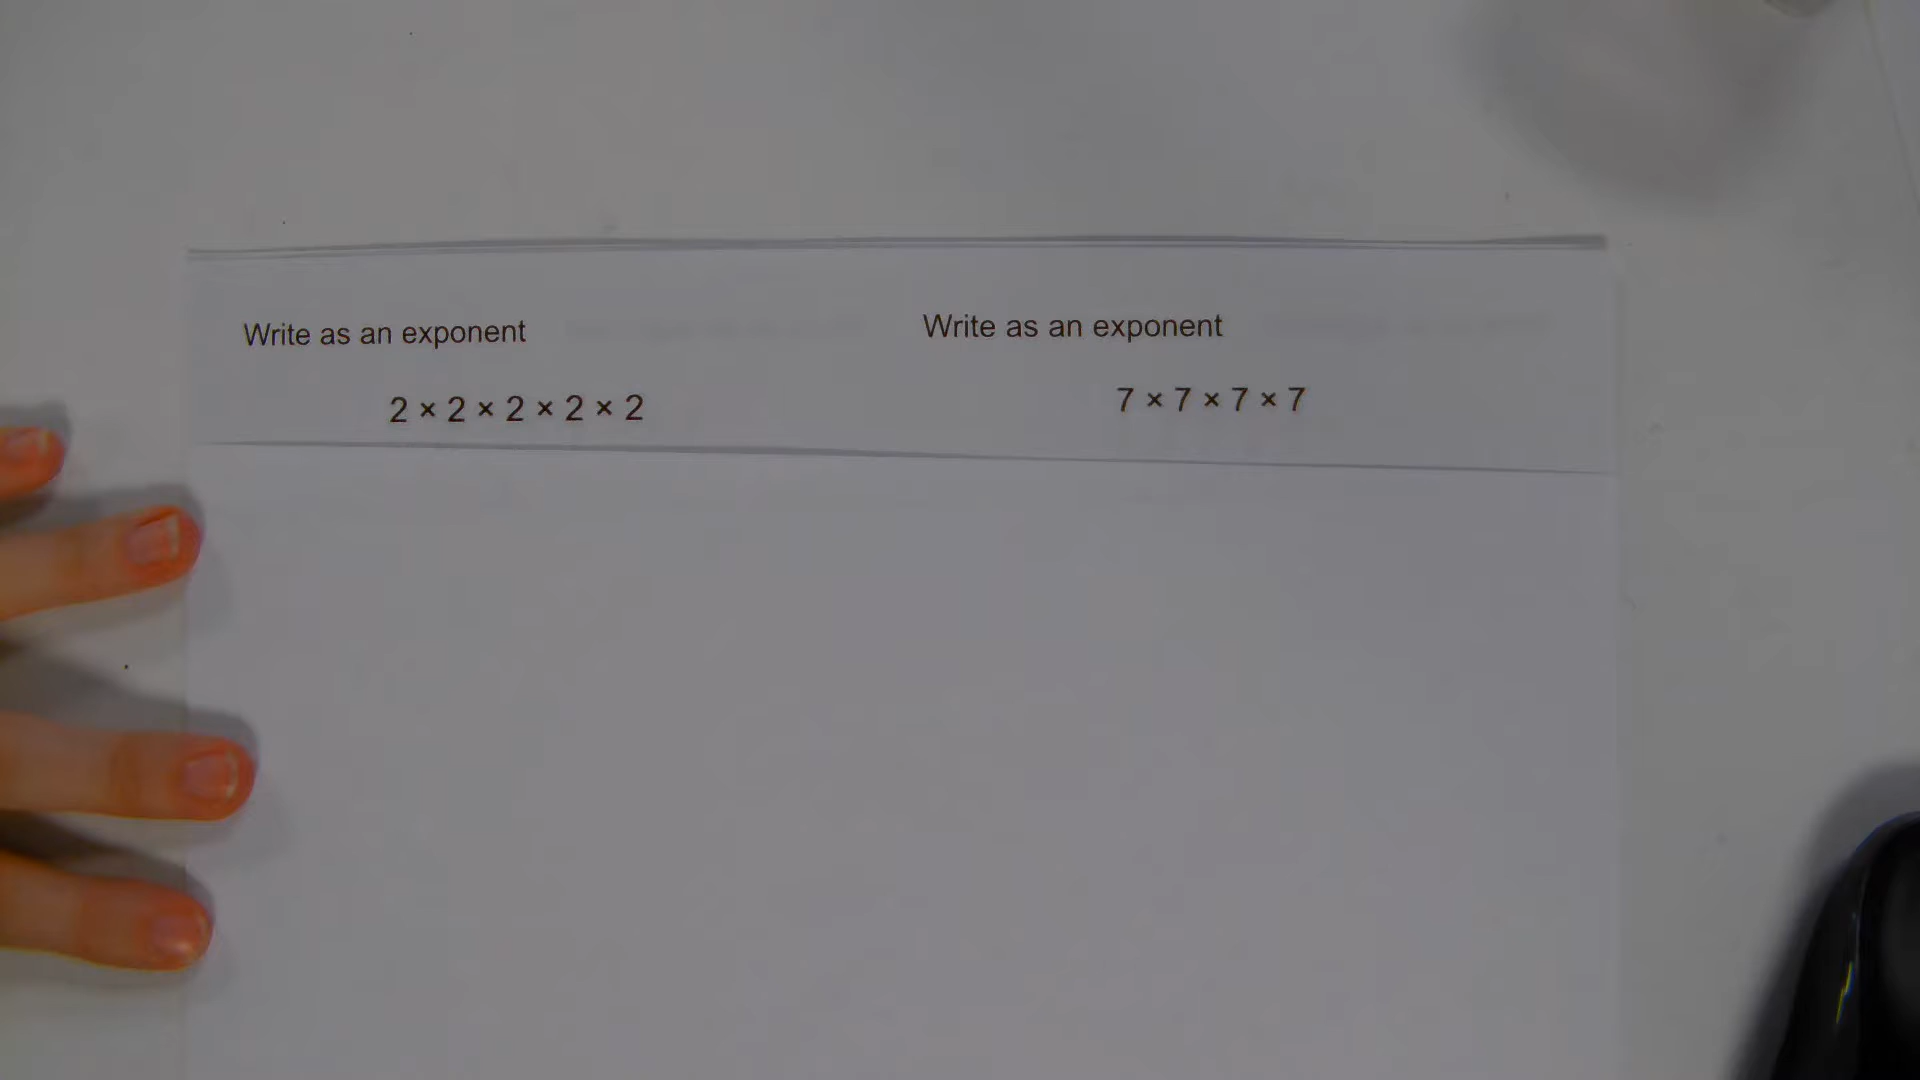 Write as an exponent
2 × 2 × 2 × 2 × 2
Write as an exponent
7 × 7 × 7 × 7